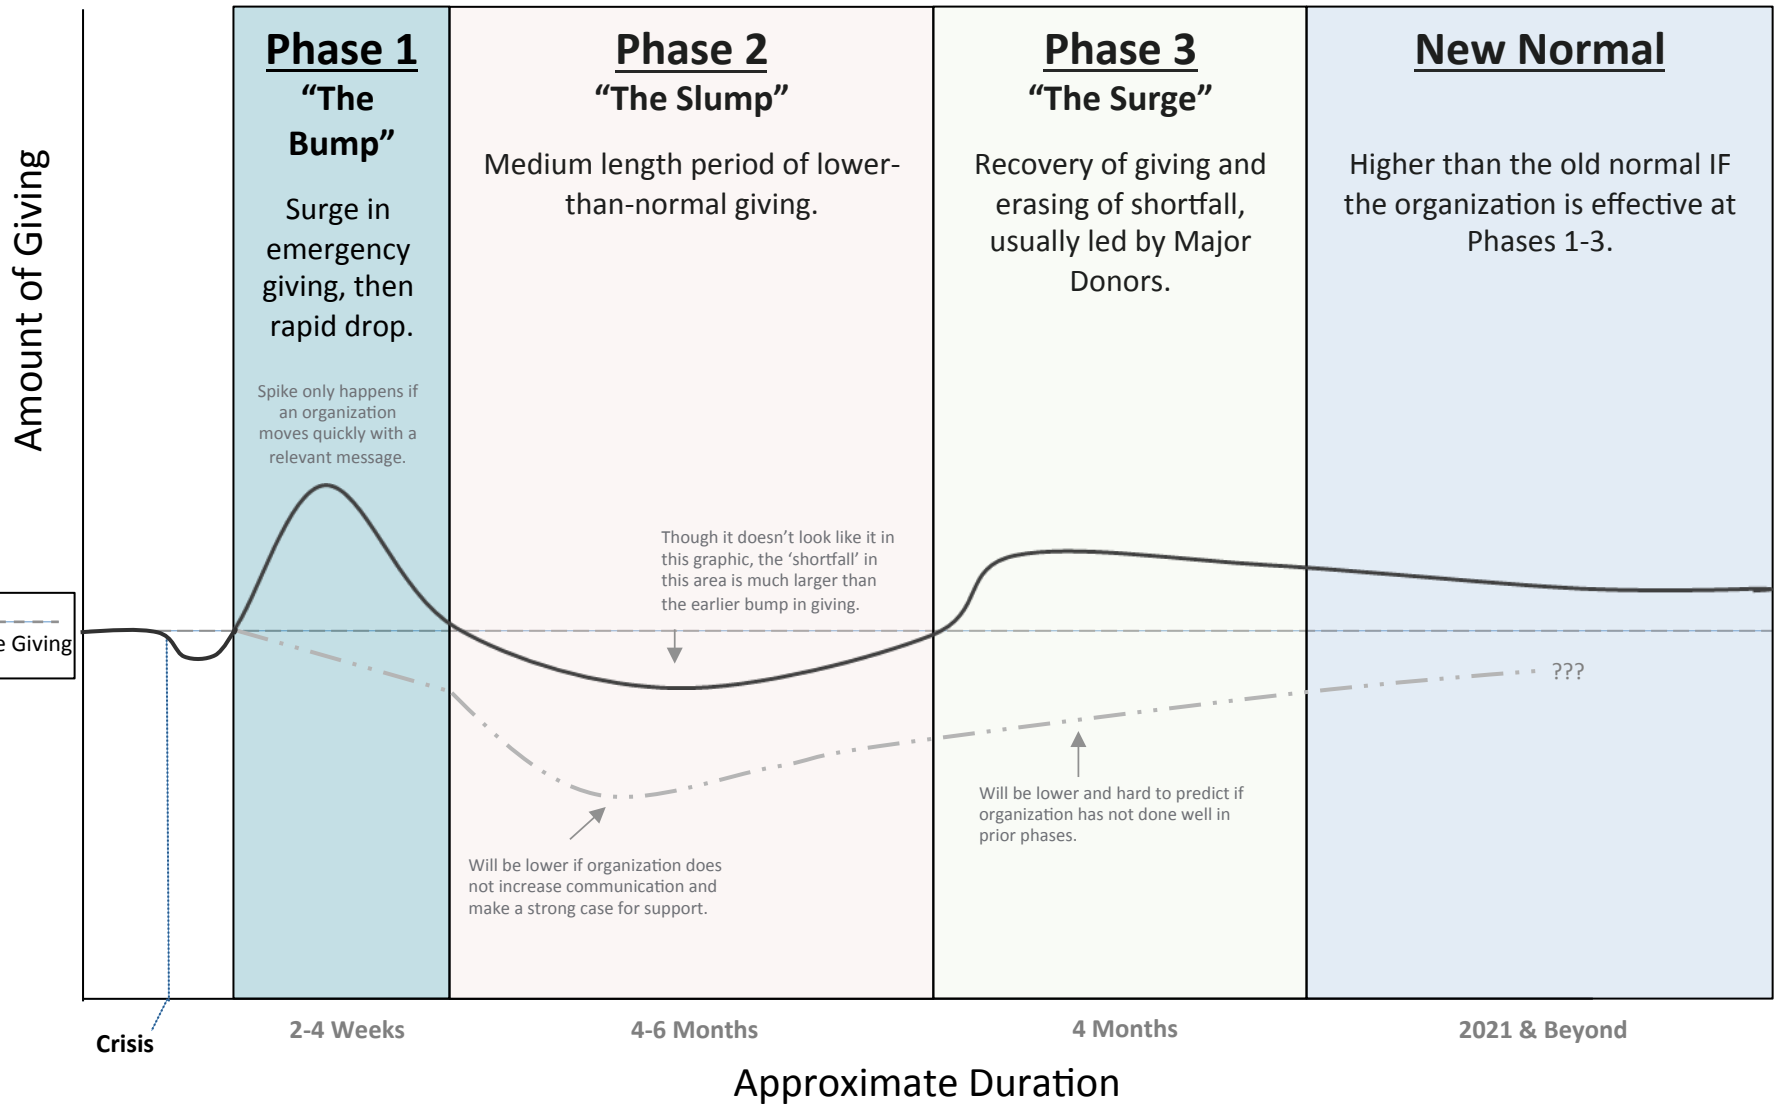 Amount of Giving
Phase 1
“The
Bump”
Surge in
emergency
giving, then
rapid drop.
Spike only happens if
an organization
moves quickly with a
relevant message.
Phase 2
“The Slump”
Medium length period of lower-
than-normal giving.
Though it doesn’t look like it in
this graphic, the ‘shortfall’ in
this area is much larger than
the earlier bump in giving.
Will be lower if organization does
not increase communication and
make a strong case for support.
Phase 3
“The Surge”
Recovery of giving and
erasing of shortfall,
usually led by Major
Donors.
Will be lower and hard to predict if
organization has not done well in
prior phases.
New Normal
Higher than the old normal IF
the organization is effective at
Phases 1-3.
???
Giving
Crisis
2-4 Weeks
4-6 Months
4 Months
2021 & Beyond
Approximate Duration